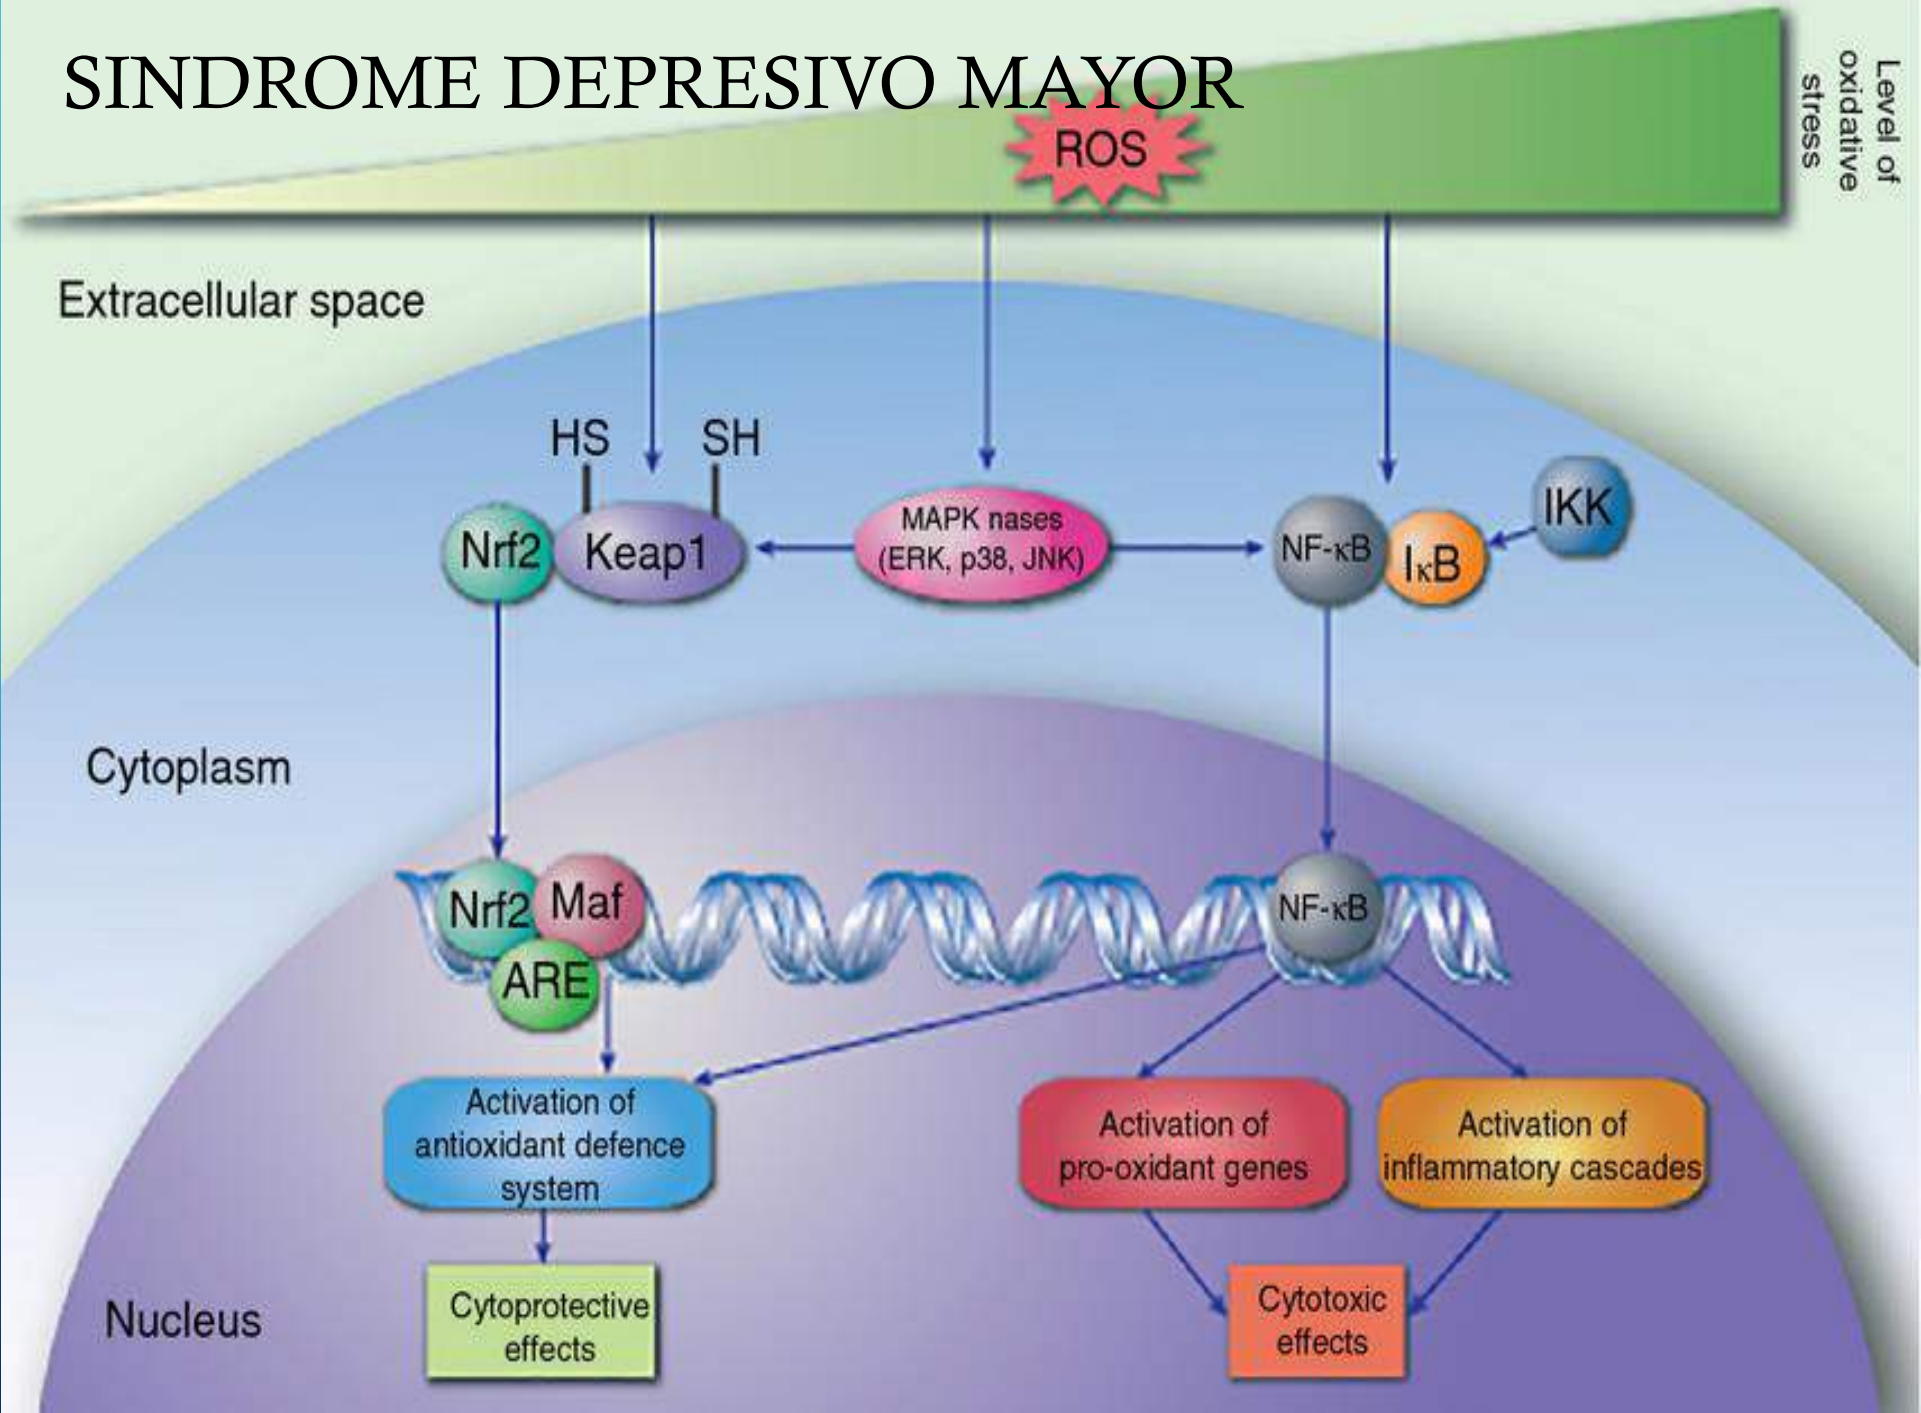 SINDROME DEPRESIVO MAYOR
ROS
Level of
oxidative
stress
Extracellular space
HS
SH
Nrf2
Keap1
MAPK nases
(ERK, p38, JNK)
NF-κB
IκB
IKK
Cytoplasm
Nrf2
Maf
ARE
NF-κB
Activation of
antioxidant defence
system
Activation of
pro-oxidant genes
Activation of
inflammatory cascades
Cytoprotective
effects
Cytotoxic
effects
Nucleus